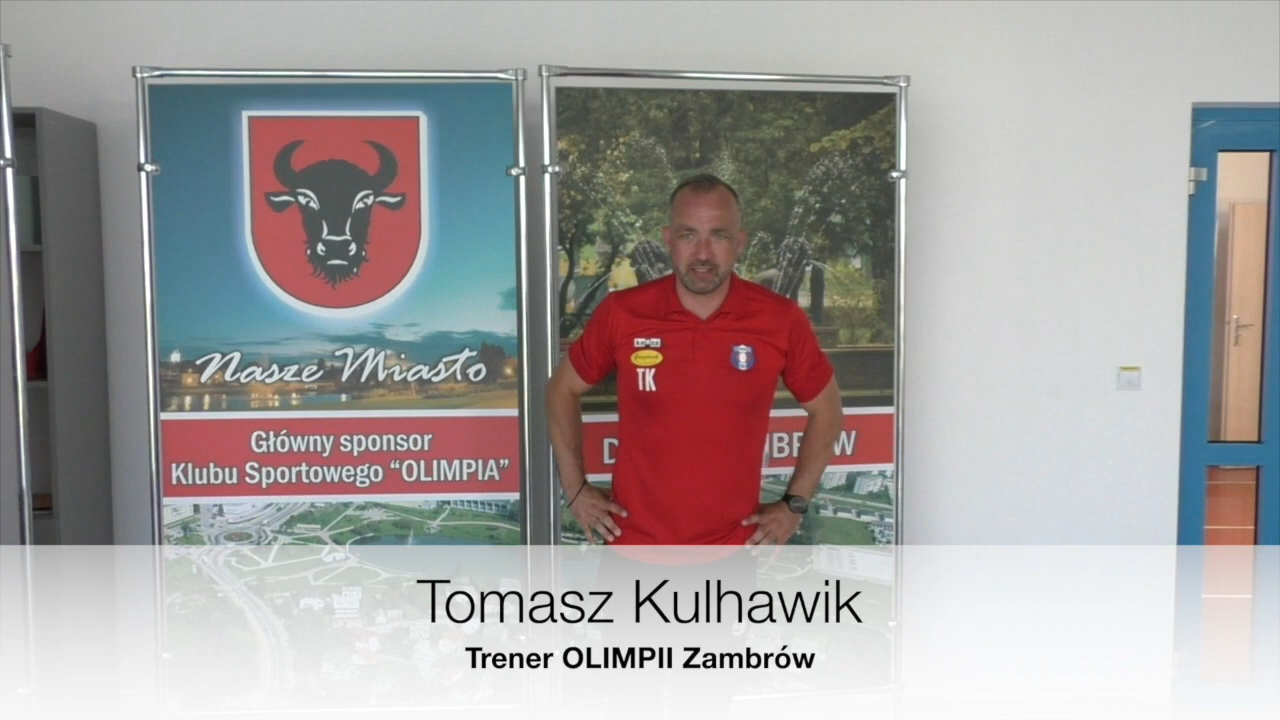 Nasze Miasto
Główny sponsor
Klubu Sportowego “OLIMPIA”
TK
Tomasz Kulhawik
Trener OLIMPII Zambrów